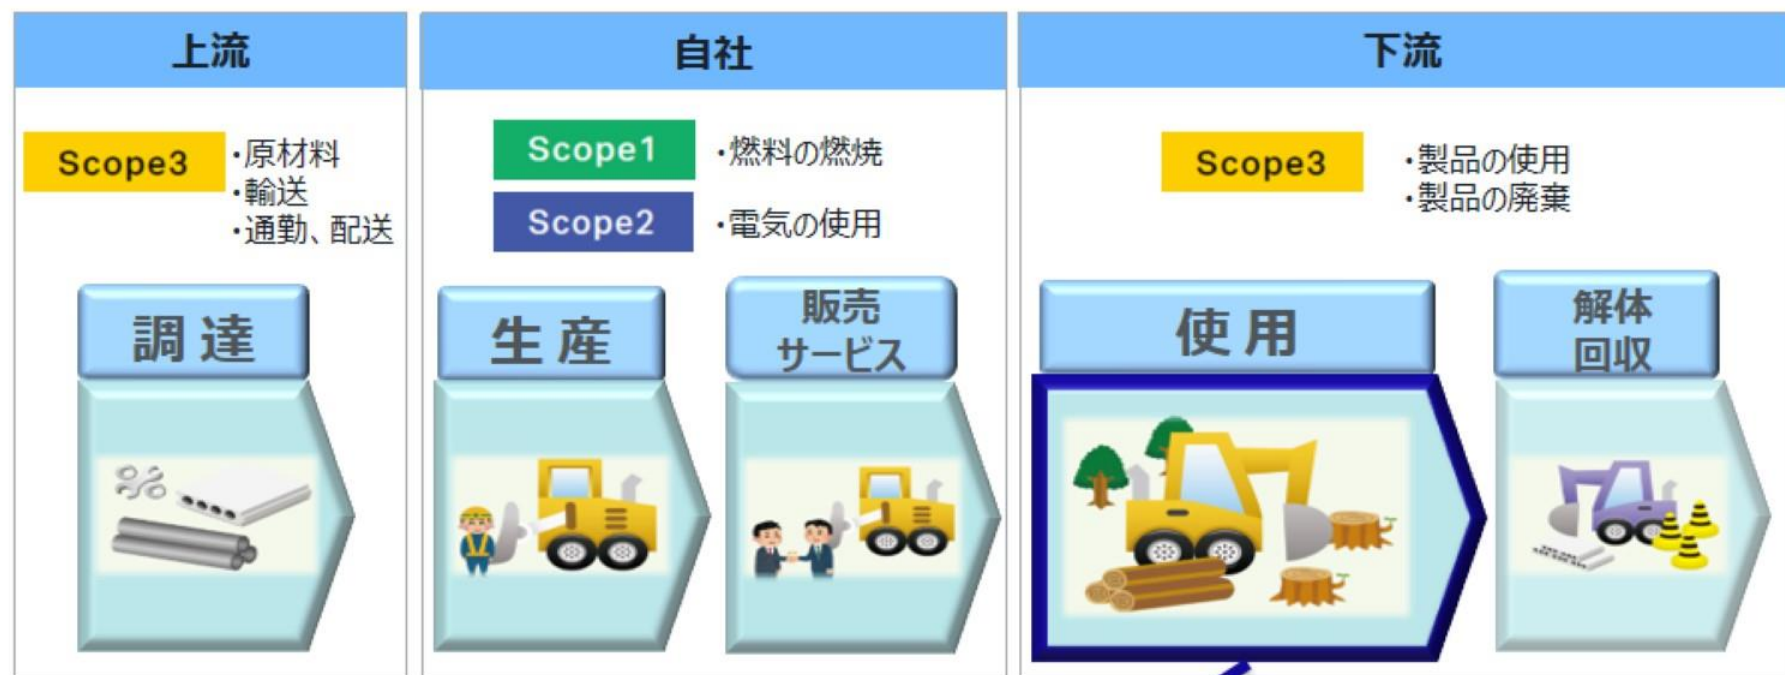 上流
Scope3
・原材料
・輸送
・通勤、配送
調達
自社
Scope1
・燃料の燃焼
Scope2
・電気の使用
生産
販売
サービス
下流
Scope3
・製品の使用
・製品の廃棄
使用
解体
回収